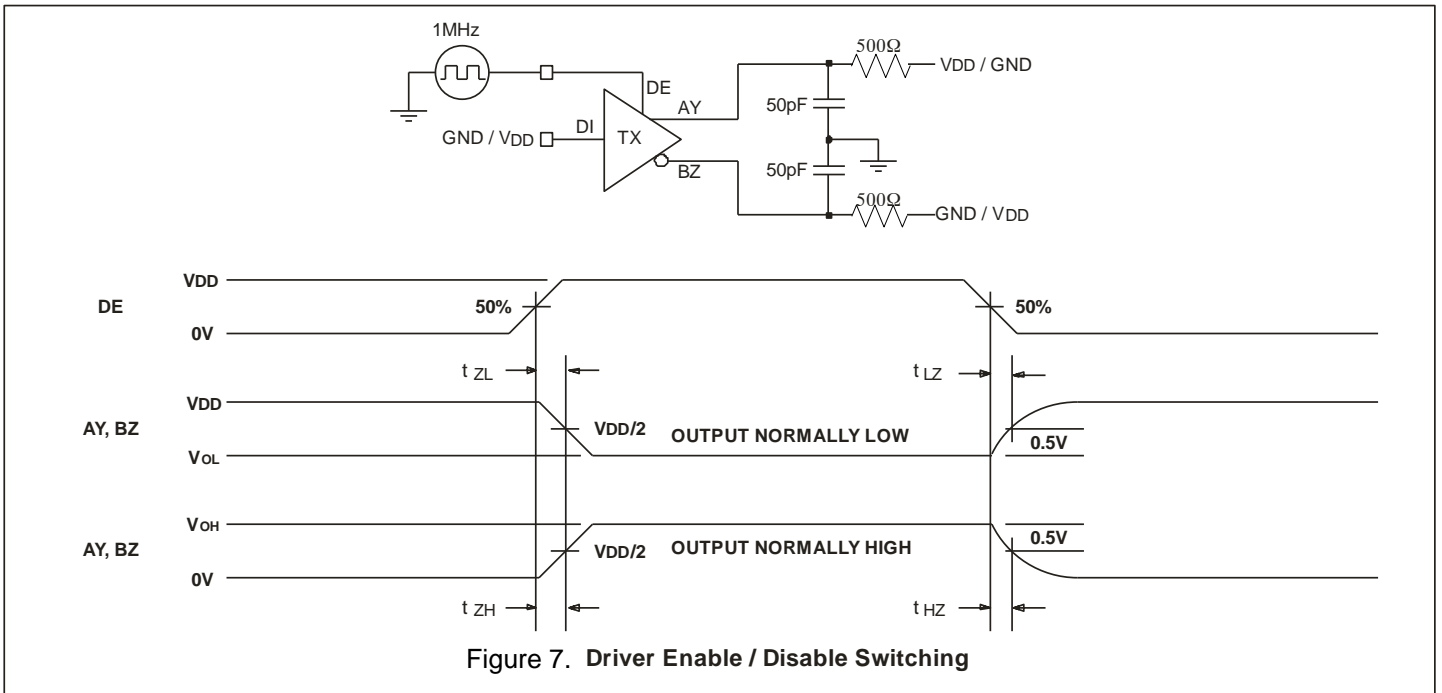 1MHz
500Ω
VDD / GND
DE
AY
50pF
GND / VDD
DI
TX
BZ
50pF
500Ω
GND / VDD
VDD
DE
50%
50%
0V
t ZL
t LZ
VDD
AY, BZ
VDD/2
OUTPUT NORMALLY LOW
0.5V
VOL
VOH
AY, BZ
VDD/2
OUTPUT NORMALLY HIGH
0.5V
0V
t ZH
t HZ
Figure 7. Driver Enable / Disable Switching